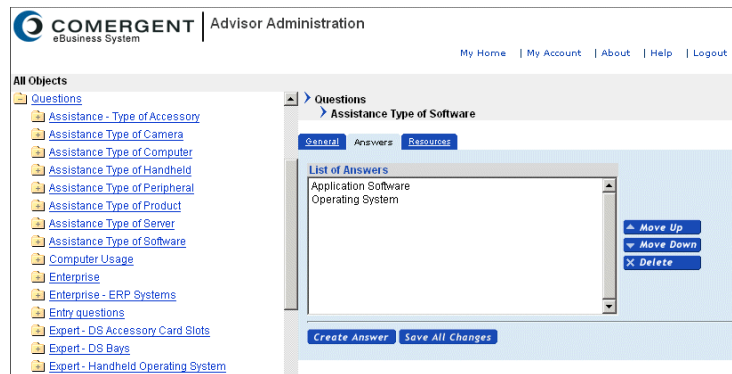 COMERGENT
eBusiness System
Advisor Administration
My Home | My Account | About | Help | Logout
All Objects
Questions
Assistance - Type of Accessory
Assistance Type of Camera
Assistance Type of Computer
Assistance Type of Handheld
Assistance Type of Peripheral
Assistance Type of Product
Assistance Type of Server
Assistance Type of Software
Computer Usage
Enterprise
Enterprise - ERP Systems
Entry questions
Expert - DS Accessory Card Slots
Expert - DS Bays
Expert - Handheld Operating System
Questions
Assistance Type of Software
General Answers Resources
List of Answers
Application Software
Operating System
Move Up
Move Down
Delete
Create Answer Save All Changes